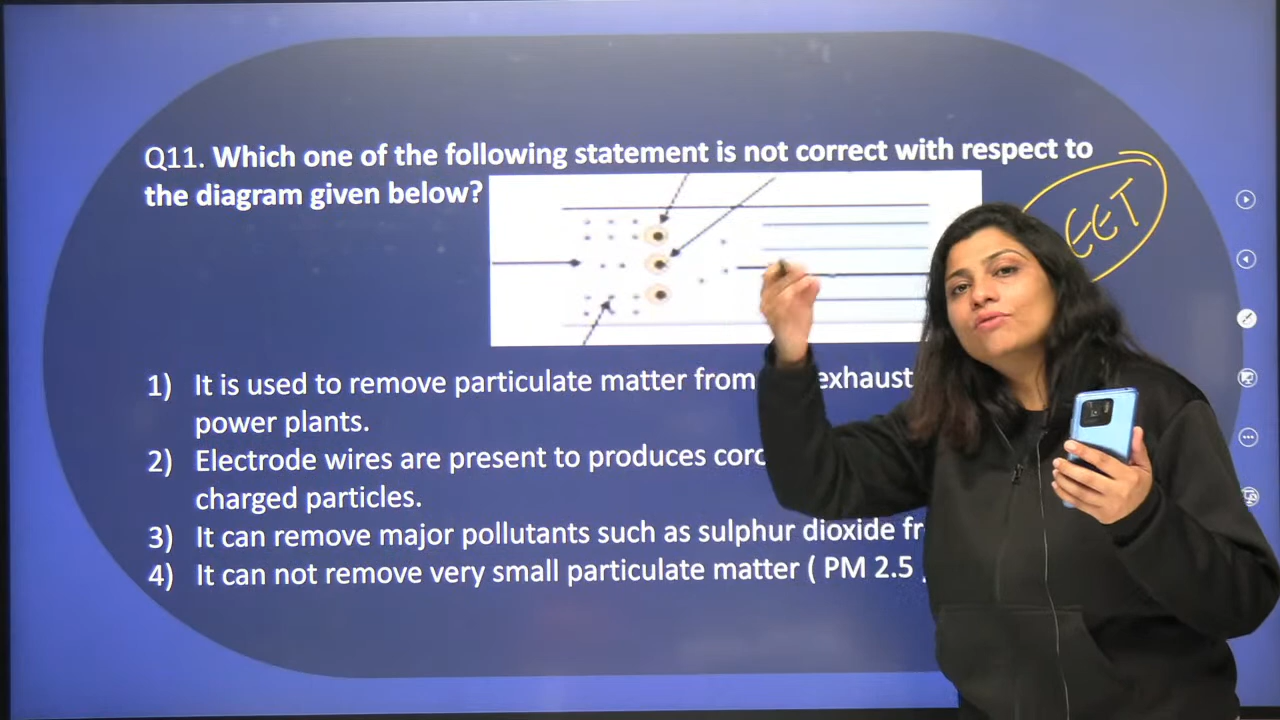 Q11. Which one of the following statement is not correct with respect to
the diagram given below?
EET
1) It is used to remove particulate matter from exhaust
power plants.
2) Electrode wires are present to produces
charged particles.
3) It can remove major pollutants such as sulphur dioxide
4) It can not remove very small particulate matter ( PM 2.5